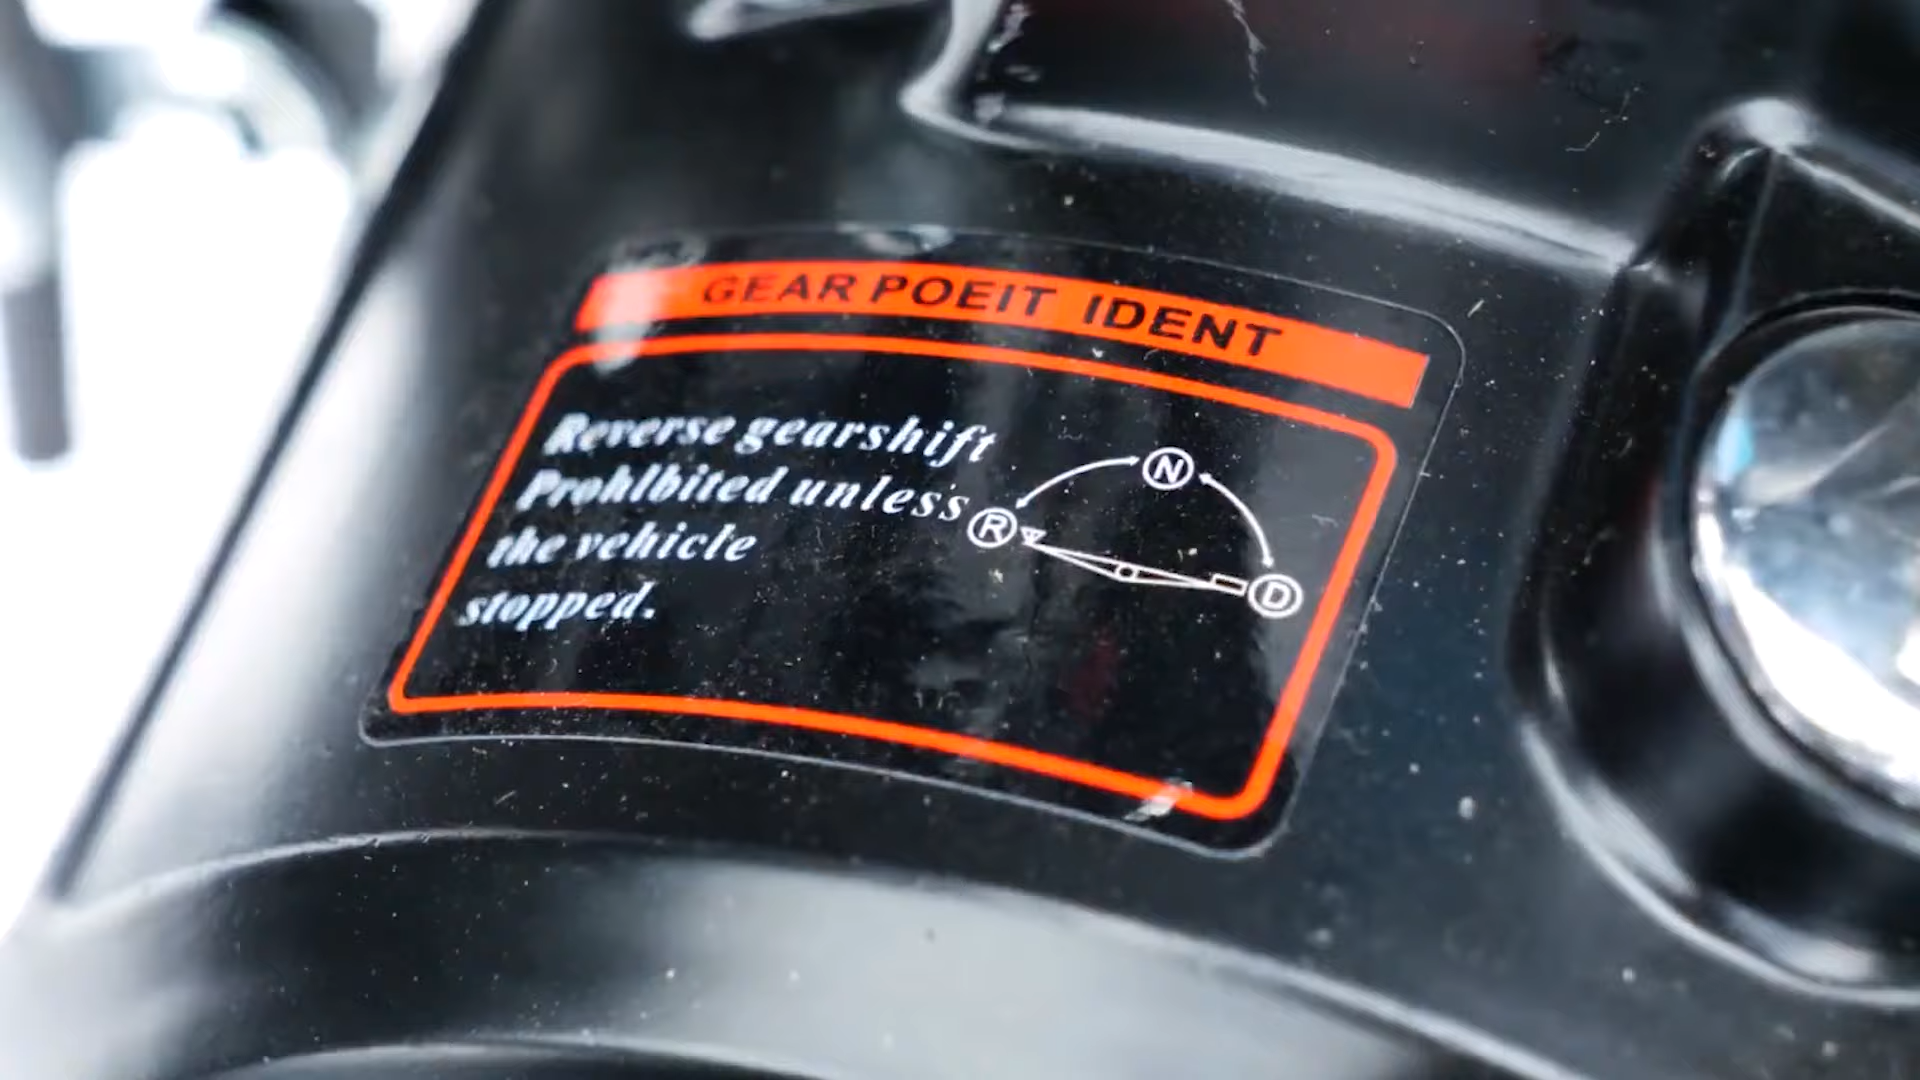 GEAR POEIT IDENT
Reverse gearshift
Prohlbited unless
the vehicle
stopped.
N
R
D